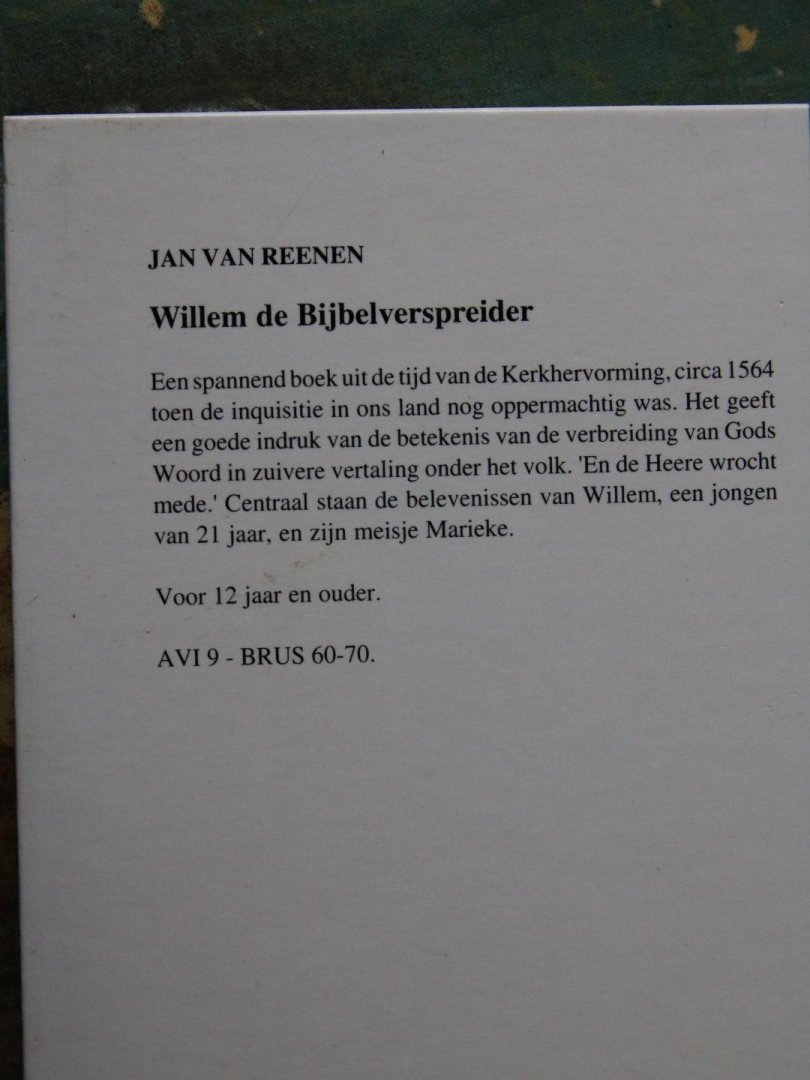 JAN VAN REENEN
Willem de Bijbelverspreider
Een spannend boek uit de tijd van de Kerkhervorming, circa 1564
toen de inquisitie in ons land nog oppermachtig was. Het geeft
een goede indruk van de betekenis van de verbreiding van Gods
Woord in zuivere vertaling onder het volk. 'En de Heere wrocht
mede.' Centraal staan de belevenissen van Willem, een jongen
van 21 jaar, en zijn meisje Marieke.
Voor 12 jaar en ouder.
AVI 9 - BRUS 60-70.